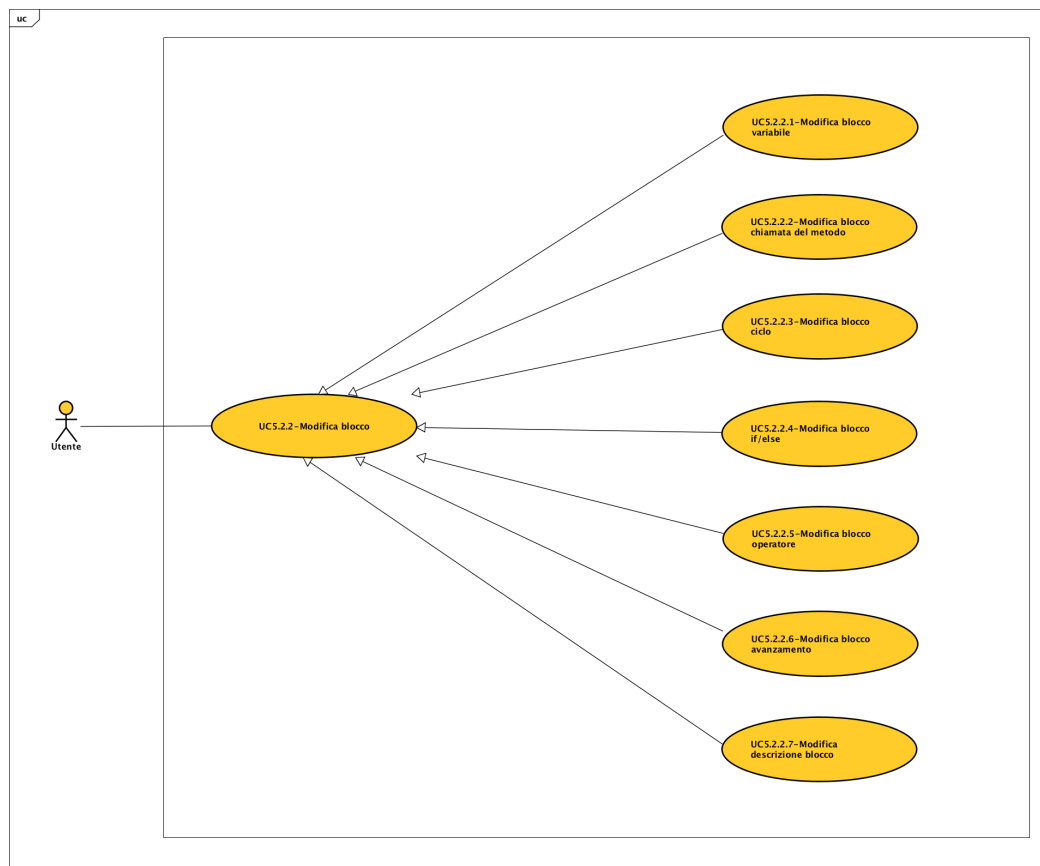 uc
UC5.2.2.1-Modifica blocco
variabile
UC5.2.2.2-Modifica blocco
chiamata del metodo
UC5.2.2.3-Modifica blocco
ciclo
UC5.2.2-Modifica blocco
Utente
UC5.2.2.4-Modifica blocco
if/else
UC5.2.2.5-Modifica blocco
operatore
UC5.2.2.6-Modifica blocco
avanzamento
UC5.2.2.7-Modifica
descrizione blocco